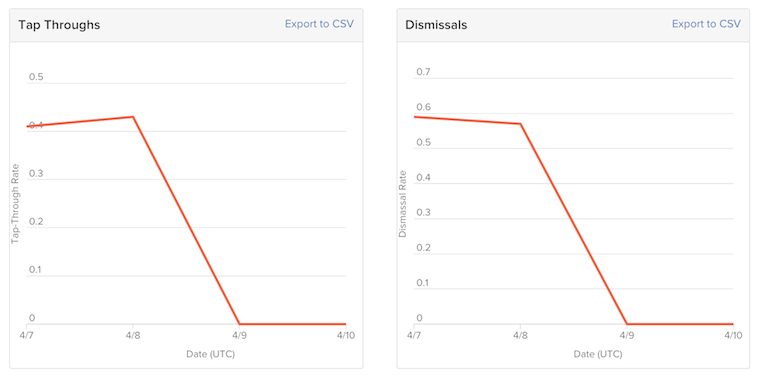 Tap Throughs
Export to CSV
0.5
0.4
0.3
0.2
0.1
0
Tap-Through Rate
4/7
4/8
4/9
4/10
Date (UTC)
Dismissals
Export to CSV
0.7
0.6
0.5
0.4
0.3
0.2
0.1
0
Dismassal Rate
4/7
4/8
4/9
4/10
Date (UTC)